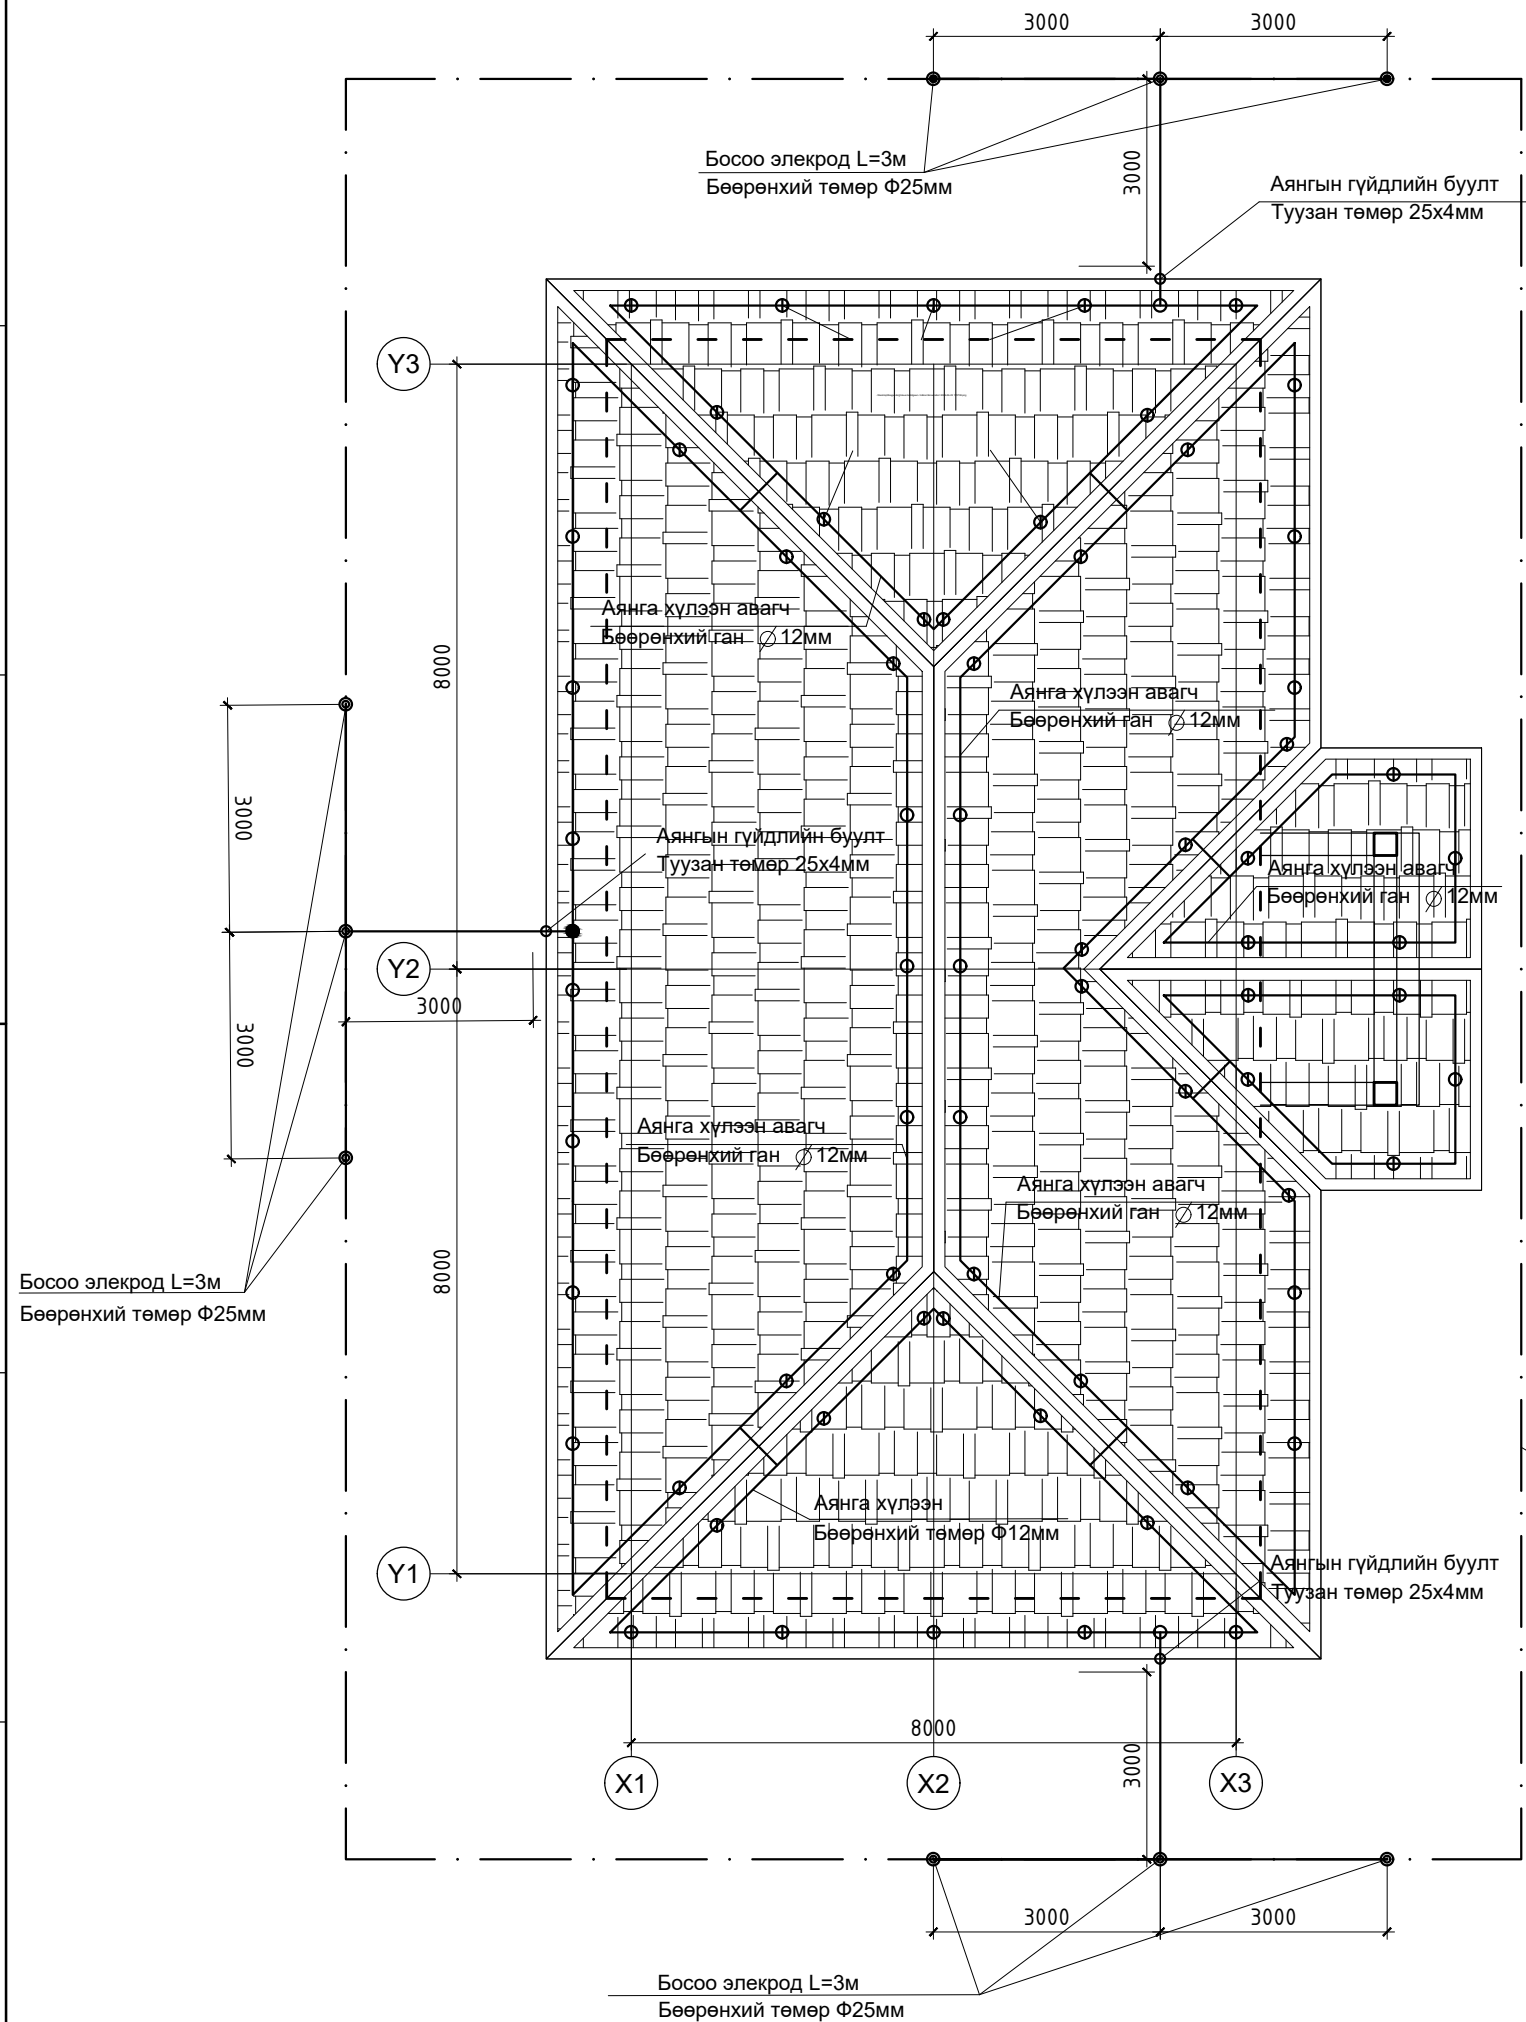 3000
3000
Босоо элекрод L=3м
Бөөрөнхий төмөр Ф25мм
3000
Аянгын гүйдлийн буулт
Туузан төмөр 25х4мм
Y3
Аянга хүлээн авагч
Бөөрөнхий ган ∅12мм
8000
Аянга хүлээн авагч
Бөөрөнхий ган ∅12мм
3000
Аянгын гүйдлийн буулт
Туузан төмөр 25х4мм
Аянга хүлээн авагч
Бөөрөнхий ган ∅12мм
Y2
3000
3000
Аянга хүлээн авагч
Бөөрөнхий ган ∅12мм
Аянга хүлээн авагч
Бөөрөнхий ган ∅12мм
8000
Босоо элекрод L=3м
Бөөрөнхий төмөр Ф25мм
Аянга хүлээн
Бөөрөнхий төмөр Ф12мм
Y1
Аянгын гүйдлийн буулт
Туузан төмөр 25х4мм
8000
3000
X1
X2
X3
3000
3000
Босоо элекрод L=3м
Бөөрөнхий төмөр Ф25мм